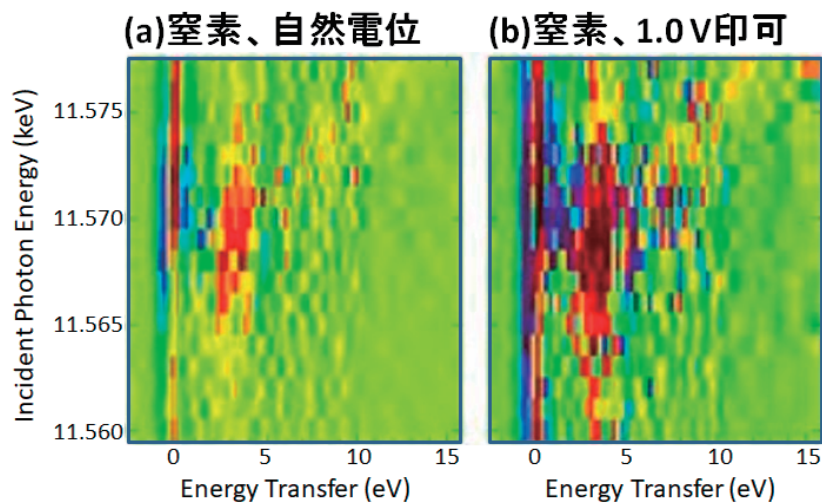 (a)窒素、自然電位
(b)窒素、1.0 V印可
Incident Photon Energy (keV)
11.575
11.570
11.565
11.560
0 5 10 15
0 5 10 15
Energy Transfer (eV)
Energy Transfer (eV)